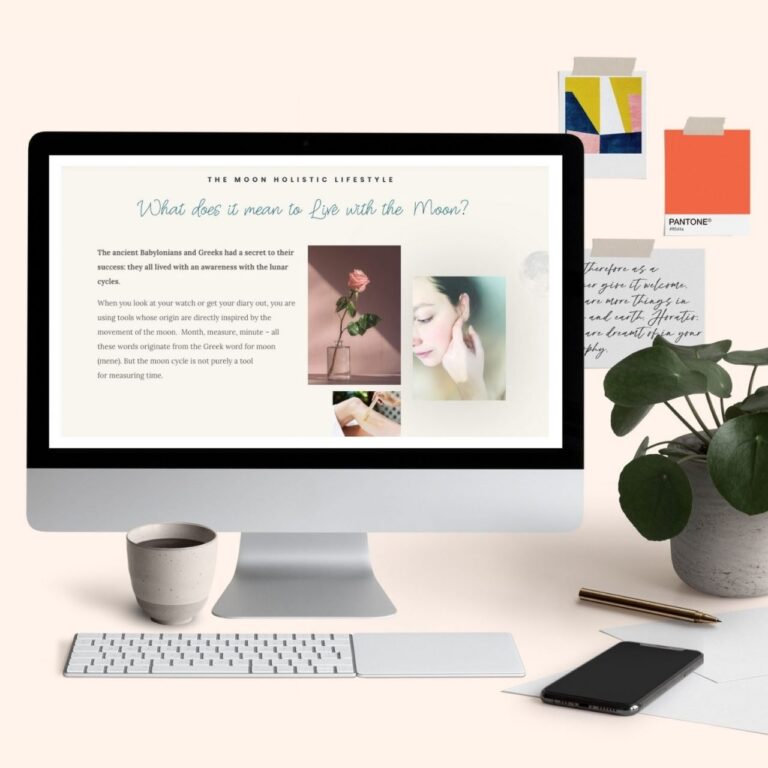 THE MOON HOLISTIC LIFESTYLE
What does it mean to Live with the Moon?
The ancient Babylonians and Greeks had a secret to their
success: they all lived with an awareness with the lunar
cycles.
When you look at your watch or get your diary out, you are
using tools whose origin are directly inspired by the
movement of the moon. Month, measure, minute – all
these words originate from the Greek word for moon
(mene). But the moon cycle is not purely a tool
for measuring time.
PANTONE®
therefore as a
er give it welcome.
are more things in
and earth, Horatio,
are dreamt of in your
phy.